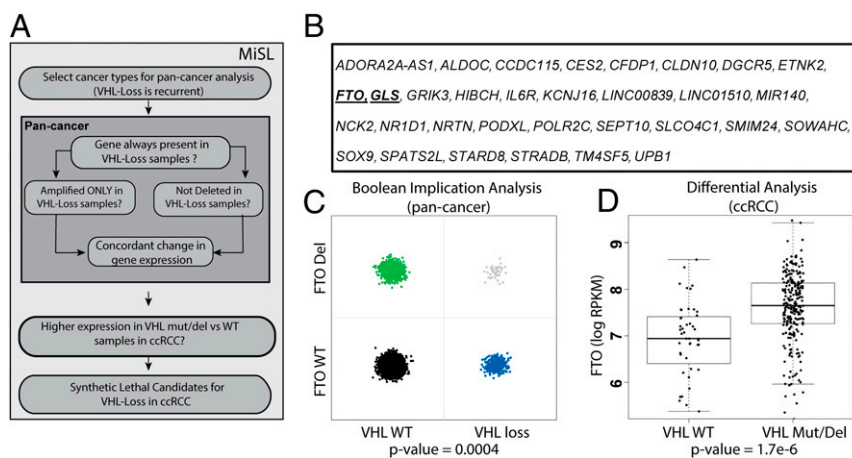 A
MiSL
Select cancer types for pan-cancer analysis
(VHL-Loss is recurrent)
Pan-cancer
Gene always present in
VHL-Loss samples ?
Amplified ONLY in
VHL-Loss samples?
Not Deleted in
VHL-Loss samples?
Concordant change in
gene expression
Higher expression in VHL mut/del vs WT
samples in ccRCC?
Synthetic Lethal Candidates for
VHL-Loss in ccRCC
B
ADORA2A-AS1, ALDOC, CCDC115, CES2, CFDP1, CLDN10, DGCR5, ETNK2,
FTO, GLS, GRIK3, HIBCH, IL6R, KCNJ16, LINC00839, LINC01510, MIR140,
NCK2, NR1D1, NRTN, PODXL, POLR2C, SEPT10, SLCO4C1, SMIM24, SOWAHC,
SOX9, SPATS2L, STARD8, STRADB, TM4SF5, UPB1
C
Boolean Implication Analysis
(pan-cancer)
FTO Del
FTO WT
VHL WT
VHL loss
p-value = 0.0004
D
Differential Analysis
(ccRCC)
FTO (log RPKM)
9
8
7
6
VHL WT
VHL Mut/Del
p-value = 1.7e-6